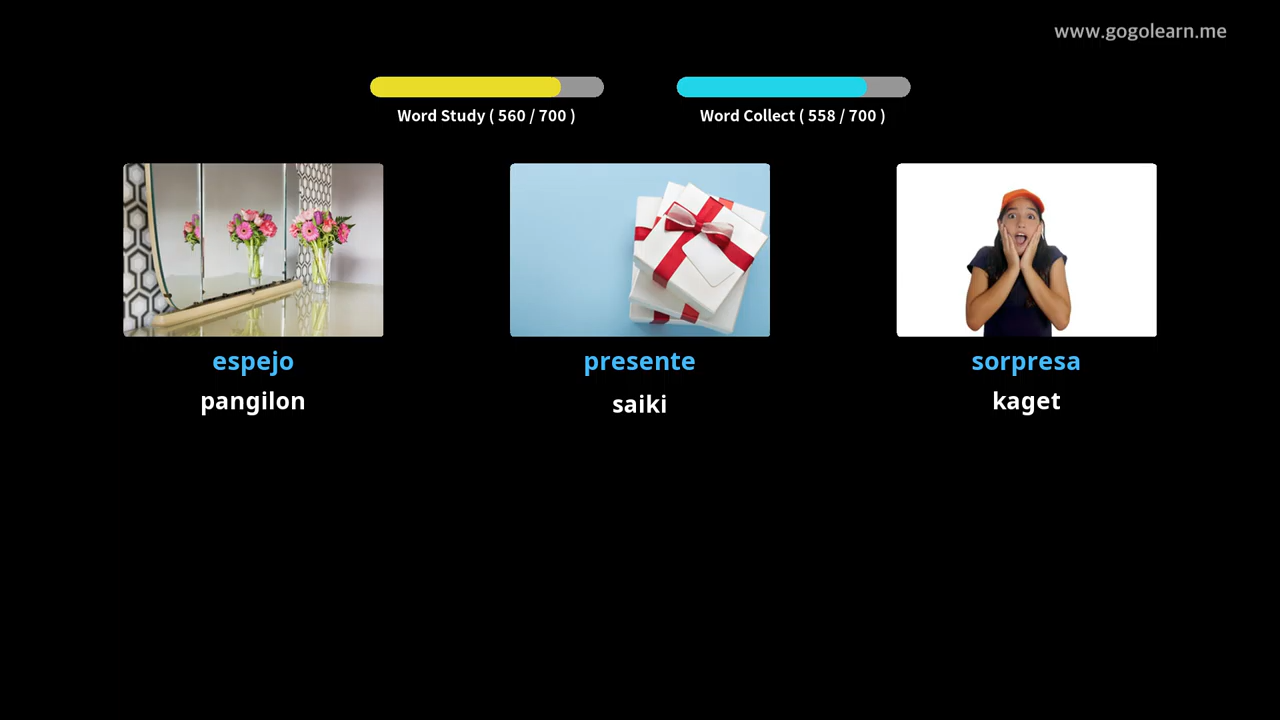 www.gogolearn.me
Word Study ( 560 / 700 )
Word Collect ( 558 / 700 )
espejo
pangilon
presente
saiki
sorpresa
kaget